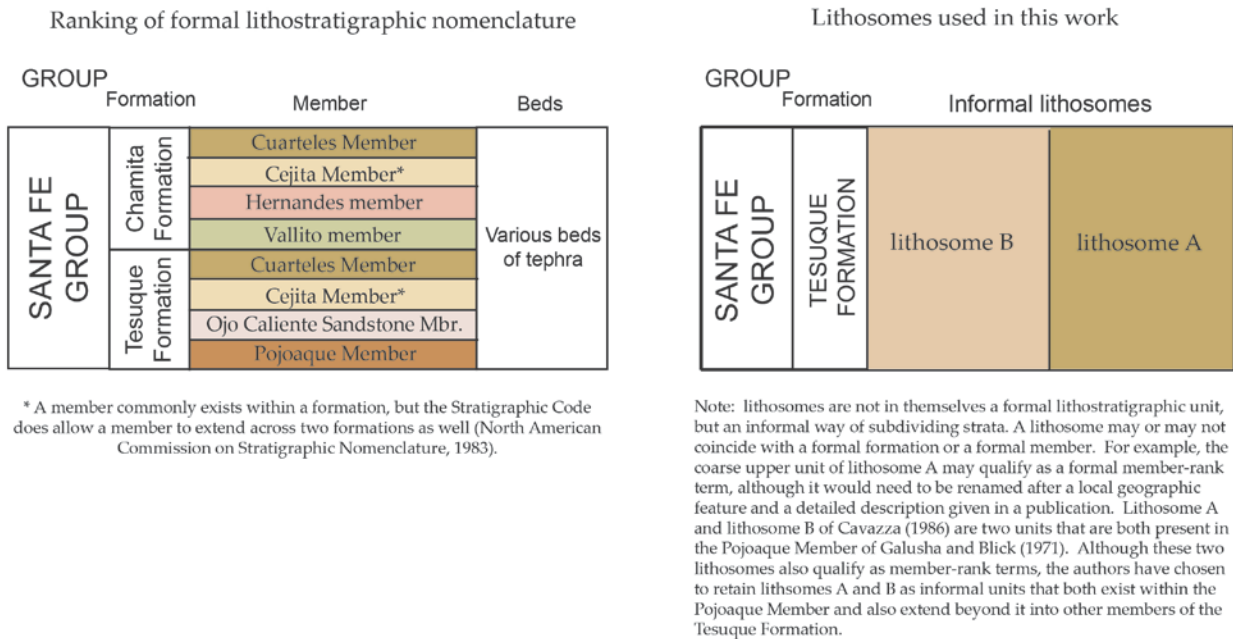 Ranking of formal lithostratigraphic nomenclature
GROUP
Formation
Member
Beds
SANTA FE
GROUP
Chamita
Formation
Cuarteles Member
Cejita Member*
Hernandes member
Vallito member
Tesuque
Formation
Cuarteles Member
Cejita Member*
Ojo Caliente Sandstone Mbr.
Pojoaque Member
Various beds
of tephra
* A member commonly exists within a formation, but the Stratigraphic Code
does allow a member to extend across two formations as well (North American
Commission on Stratigraphic Nomenclature, 1983).
Lithosomes used in this work
GROUP
Formation
Informal lithosomes
SANTA FE
GROUP
TESUQUE
FORMATION
lithosome B
lithosome A
Note: lithosomes are not in themselves a formal lithostratigraphic unit,
but an informal way of subdividing strata. A lithosome may or may not
coincide with a formal formation or a formal member. For example, the
coarse upper unit of lithosome A may qualify as a formal member-rank
term, although it would need to be renamed after a local geographic
feature and a detailed description given in a publication. Lithosome A
and lithosome B of Cavazza (1986) are two units that are both present in
the Pojoaque Member of Galusha and Blick (1971). Although these two
lithosomes also qualify as member-rank terms, the authors have chosen
to retain lithsomes A and B as informal units that both exist within the
Pojoaque Member and also extend beyond it into other members of the
Tesuque Formation.